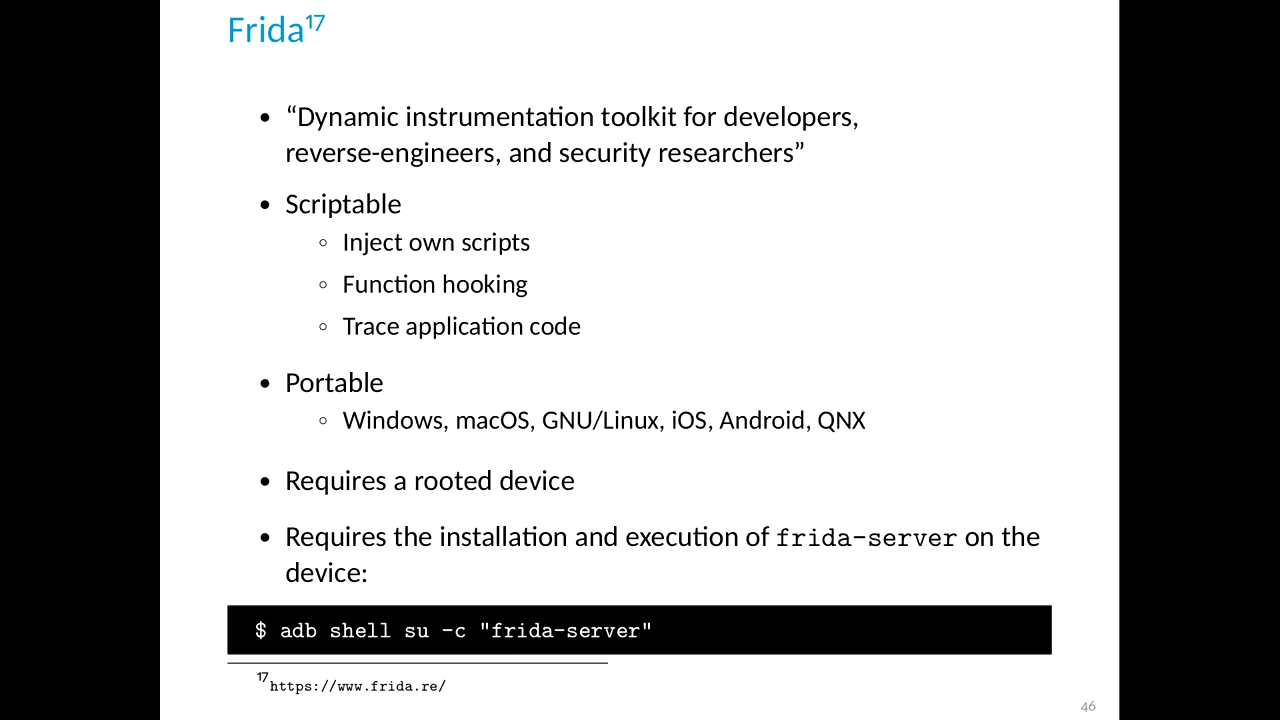 Frida¹⁷
• “Dynamic instrumentation toolkit for developers,
reverse-engineers, and security researchers”
• Scriptable
◦ Inject own scripts
◦ Function hooking
◦ Trace application code
• Portable
◦ Windows, macOS, GNU/Linux, iOS, Android, QNX
• Requires a rooted device
• Requires the installation and execution of frida-server on the
device:
$ adb shell su -c "frida-server"
¹⁷https://www.frida.re/
46